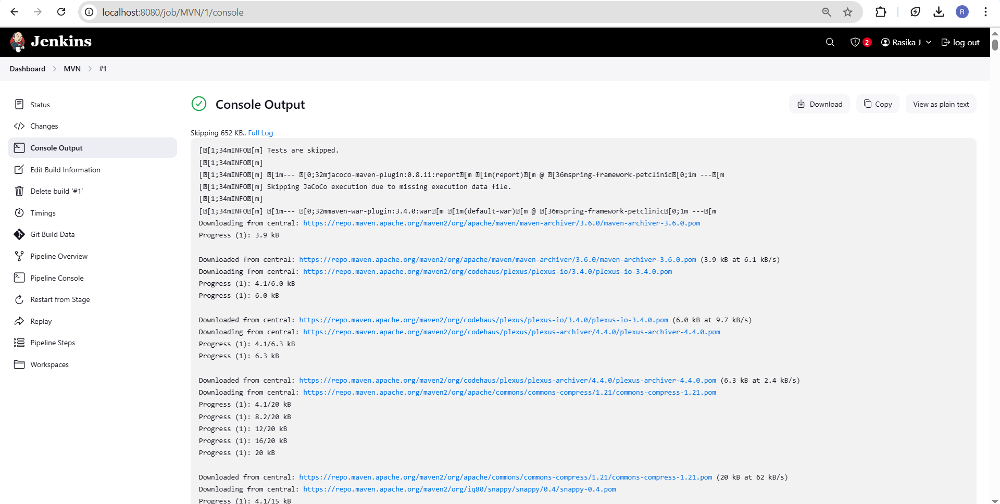 localhost:8080/job/MVN/1/console
R
Jenkins
2
Rasika J
log out
Dashboard
MVN
#1
Status
Changes
Console Output
Edit Build Information
Delete build ‘#1’
Timings
Git Build Data
Pipeline Overview
Pipeline Console
Restart from Stage
Replay
Pipeline Steps
Workspaces
Console Output
Download
Copy
View as plain text
Skipping 652 KB.. Full Log
[␛[1;34mINFO␛[m] Tests are skipped.
[␛[1;34mINFO␛[m]
[␛[1;34mINFO␛[m] ␛[1m--- ␛[0;32mjacoco-maven-plugin:0.8.11:report␛[m ␛[1m(report)␛[m @ ␛[36mspring-framework-petclinic␛[0;1m ---␛[m
[␛[1;34mINFO␛[m] Skipping JaCoCo execution due to missing execution data file.
[␛[1;34mINFO␛[m]
[␛[1;34mINFO␛[m] ␛[1m--- ␛[0;32mmaven-war-plugin:3.4.0:war␛[m ␛[1m(default-war)␛[m @ ␛[36mspring-framework-petclinic␛[0;1m ---␛[m
Downloading from central: https://repo.maven.apache.org/maven2/org/apache/maven/maven-archiver/3.6.0/maven-archiver-3.6.0.pom
Progress (1): 3.9 kB
Downloaded from central: https://repo.maven.apache.org/maven2/org/apache/maven/maven-archiver/3.6.0/maven-archiver-3.6.0.pom (3.9 kB at 6.1 kB/s)
Downloading from central: https://repo.maven.apache.org/maven2/org/codehaus/plexus/plexus-io/3.4.0/plexus-io-3.4.0.pom
Progress (1): 4.1/6.0 kB
Progress (1): 6.0 kB
Downloaded from central: https://repo.maven.apache.org/maven2/org/codehaus/plexus/plexus-io/3.4.0/plexus-io-3.4.0.pom (6.0 kB at 9.7 kB/s)
Downloading from central: https://repo.maven.apache.org/maven2/org/codehaus/plexus/plexus-archiver/4.4.0/plexus-archiver-4.4.0.pom
Progress (1): 4.1/6.3 kB
Progress (1): 6.3 kB
Downloaded from central: https://repo.maven.apache.org/maven2/org/codehaus/plexus/plexus-archiver/4.4.0/plexus-archiver-4.4.0.pom (6.3 kB at 2.4 kB/s)
Downloading from central: https://repo.maven.apache.org/maven2/org/apache/commons/commons-compress/1.21/commons-compress-1.21.pom
Progress (1): 4.1/20 kB
Progress (1): 8.2/20 kB
Progress (1): 12/20 kB
Progress (1): 16/20 kB
Progress (1): 20 kB
Downloaded from central: https://repo.maven.apache.org/maven2/org/apache/commons/commons-compress/1.21/commons-compress-1.21.pom (20 kB at 62 kB/s)
Downloading from central: https://repo.maven.apache.org/maven2/org/iq80/snappy/snappy/0.4/snappy-0.4.pom
Progress (1): 4.1/15 kB